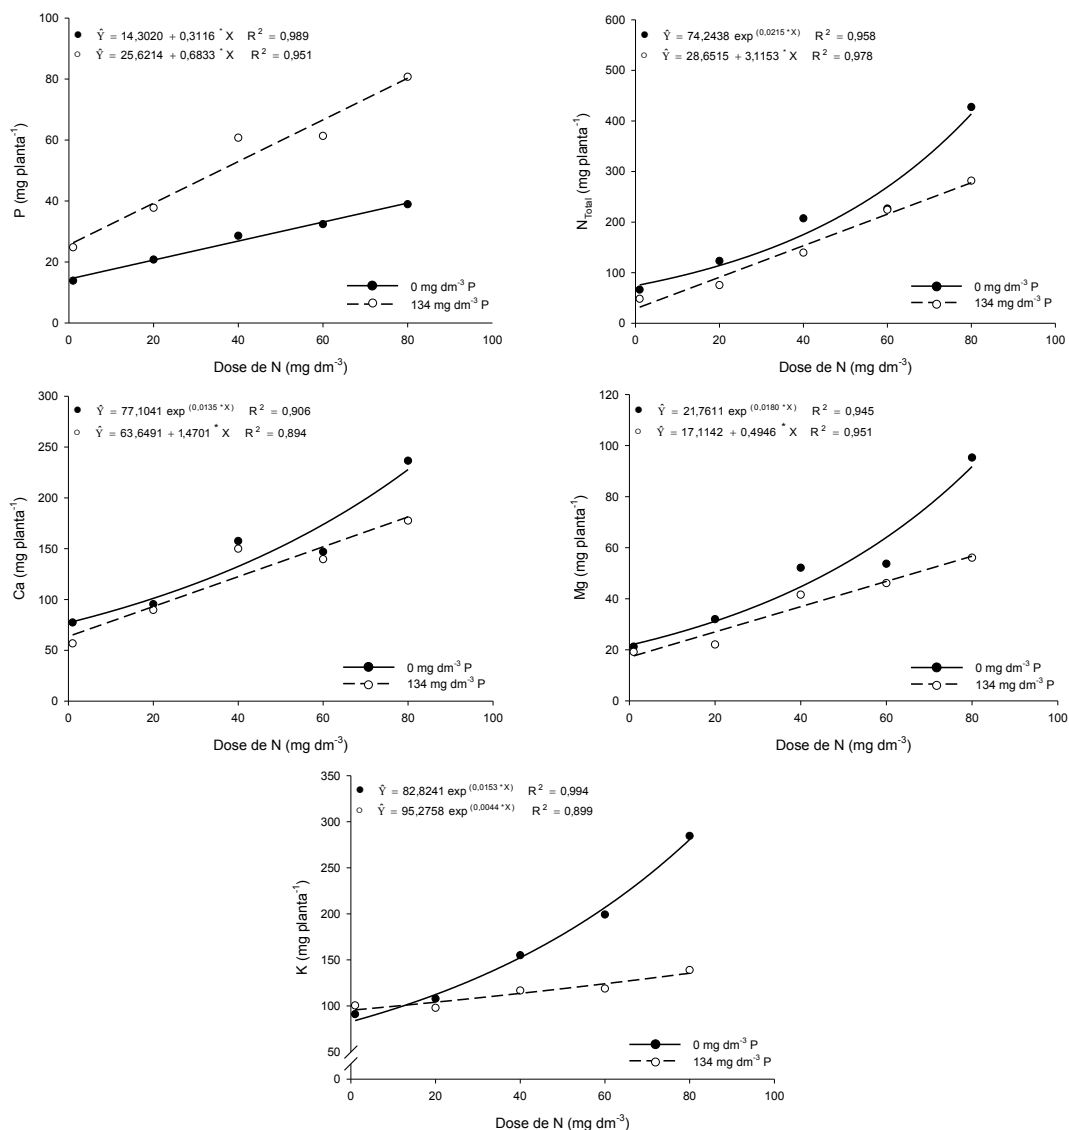 Ŷ = 14,3020 + 0,3116 * X R² = 0,989
Ŷ = 25,6214 + 0,6833 * X R² = 0,951
P (mg planta⁻¹)
100
80
60
40
20
0
0 mg dm⁻³ P
134 mg dm⁻³ P
0 20 40 60 80 100
Dose de N (mg dm⁻³)
Ŷ = 74,2438 exp (0,0215 * X) R² = 0,958
Ŷ = 28,6515 + 3,1153 * X R² = 0,978
N Total (mg planta⁻¹)
600
500
400
300
200
100
0
0 mg dm⁻³ P
134 mg dm⁻³ P
0 20 40 60 80 100
Dose de N (mg dm⁻³)
Ŷ = 77,1041 exp (0,0135 * X) R² = 0,906
Ŷ = 63,6491 + 1,4701 * X R² = 0,894
Ca (mg planta⁻¹)
300
250
200
150
100
50
0
0 mg dm⁻³ P
134 mg dm⁻³ P
0 20 40 60 80 100
Dose de N (mg dm⁻³)
Ŷ = 21,7611 exp (0,0180 * X) R² = 0,945
Ŷ = 17,1142 + 0,4946 * X R² = 0,951
Mg (mg planta⁻¹)
120
100
80
60
40
20
0
0 mg dm⁻³ P
134 mg dm⁻³ P
0 20 40 60 80 100
Dose de N (mg dm⁻³)
Ŷ = 82,8241 exp (0,0153 * X) R² = 0,994
Ŷ = 95,2758 exp (0,0044 * X) R² = 0,899
K (mg planta⁻¹)
350
300
250
200
150
100
50
0
0 mg dm⁻³ P
134 mg dm⁻³ P
0 20 40 60 80 100
Dose de N (mg dm⁻³)